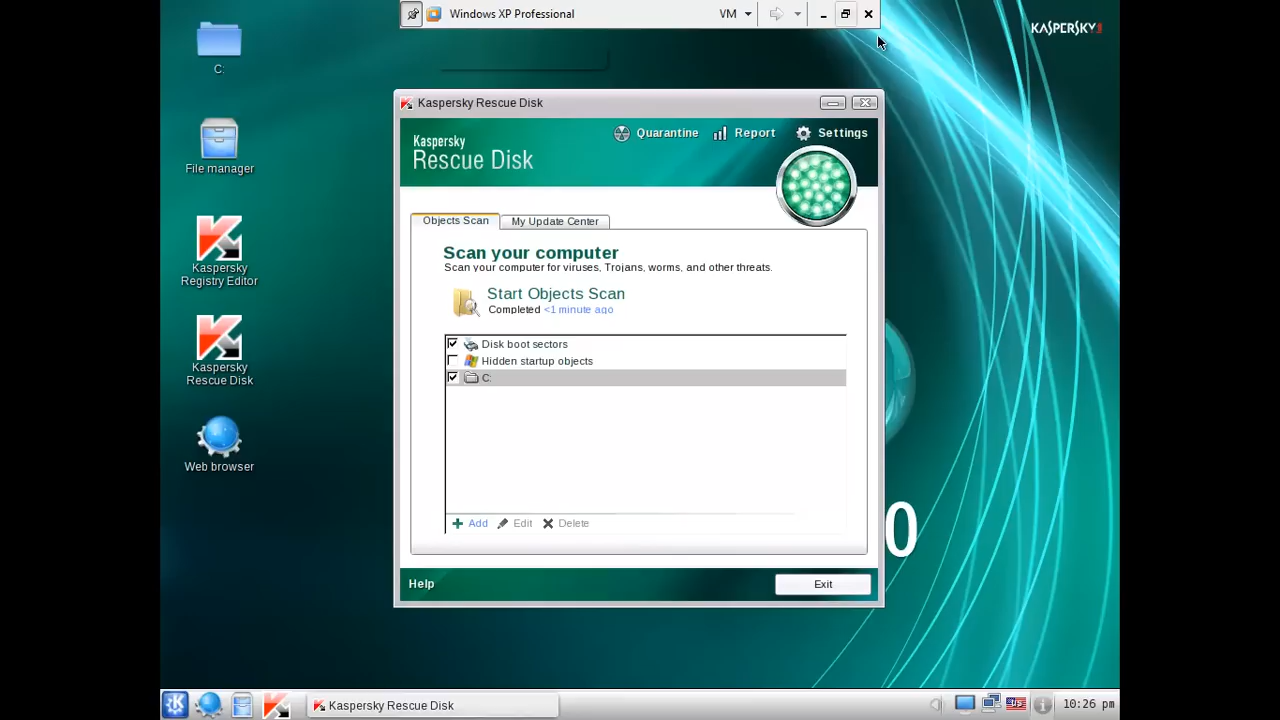 Windows XP Professional
VM
KASPERSKY
C:
File manager
Kaspersky
Registry Editor
Kaspersky
Rescue Disk
Web browser
Kaspersky Rescue Disk
Quarantine
Report
Settings
Kaspersky
Rescue Disk
Objects Scan
My Update Center
Scan your computer
Scan your computer for viruses, Trojans, worms, and other threats.
Start Objects Scan
Completed <1 minute ago
Disk boot sectors
Hidden startup objects
C:
Add
Edit
Delete
0
Help
Exit
Kaspersky Rescue Disk
10:26 pm